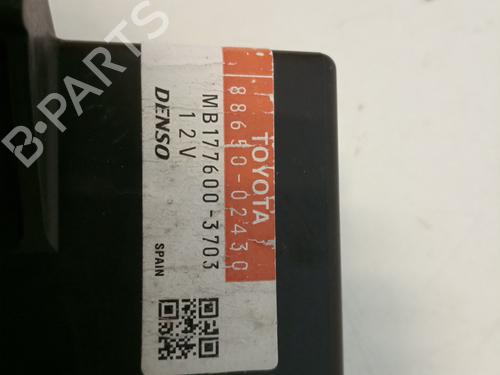 B-PARTS
TOYOTA
88650-02430
MB177600-3703
12V
DENSO
SPAIN